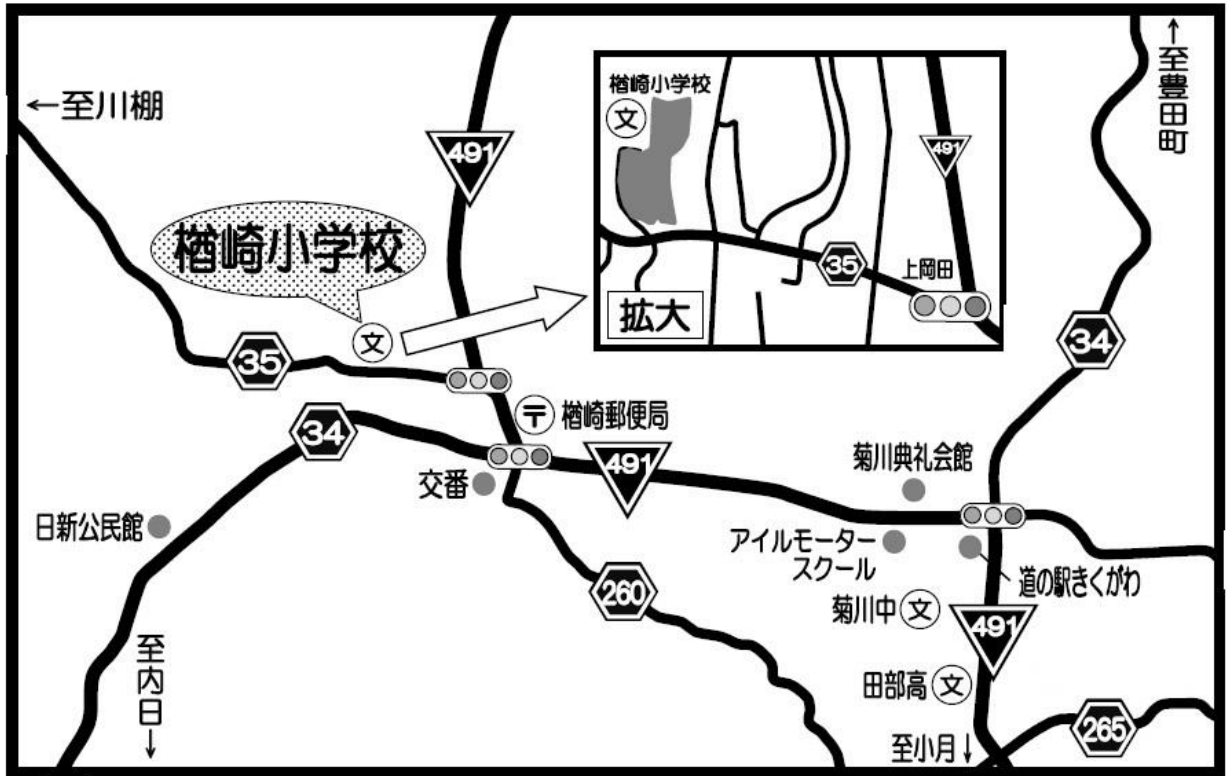 ←至川棚
491
楢崎小学校
文
35
34
日新公民館
至内日↓
交番
〒
楢崎郵便局
491
260
楢崎小学校
文
491
35
上岡田
拡大
←至豊田町
34
菊川典礼会館
アイルモーター
スクール
道の駅きくがわ
菊川中
文
491
田部高
文
至小月↓
265